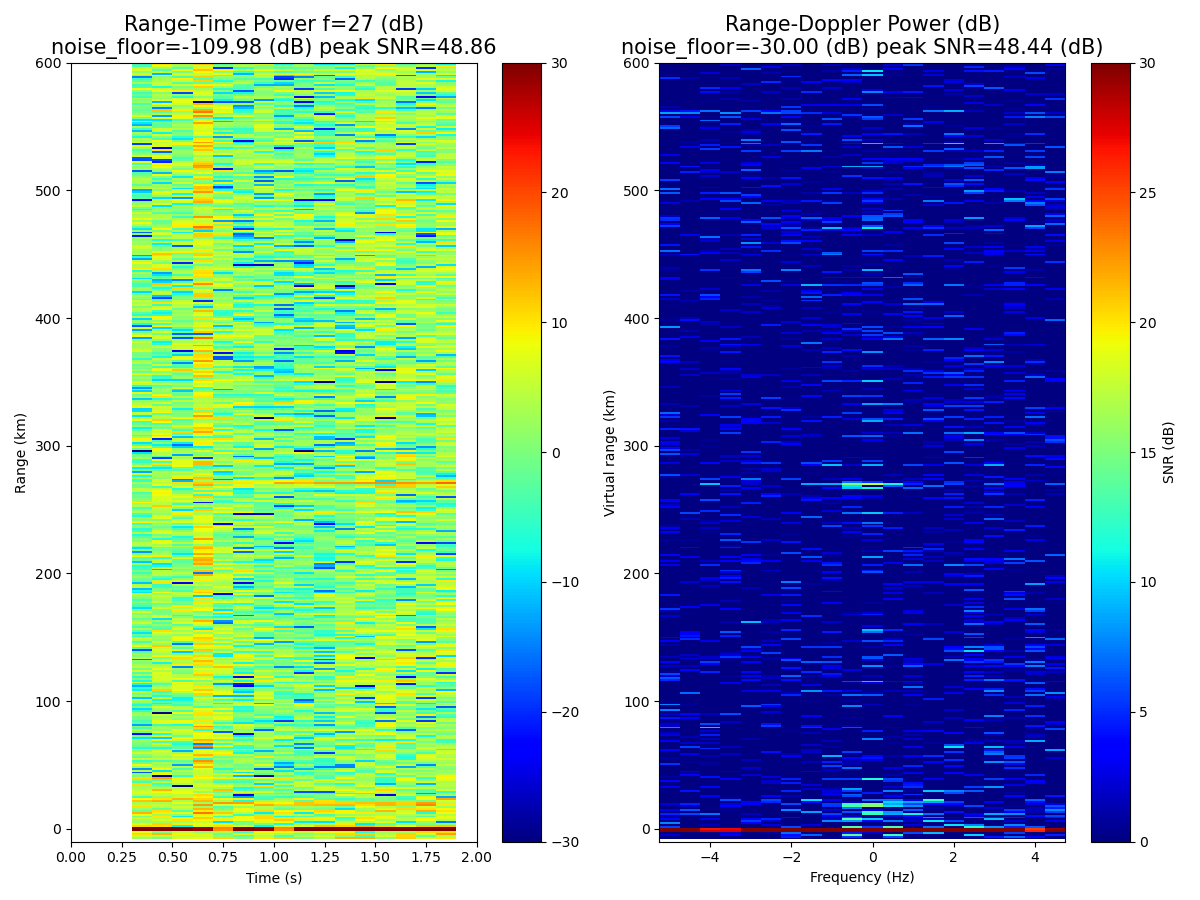 Range-Time Power f=27 (dB)
noise_floor=-109.98 (dB) peak SNR=48.86
Range-Doppler Power (dB)
noise_floor=-30.00 (dB) peak SNR=48.44 (dB)
600
500
400
300
200
100
0
Range (km)
0.00 0.25 0.50 0.75 1.00 1.25 1.50 1.75 2.00
Time (s)
30
20
10
0
−10
−20
−30
600
500
400
300
200
100
0
Virtual range (km)
−4 −2 0 2 4
Frequency (Hz)
30
25
20
15
10
5
0
SNR (dB)